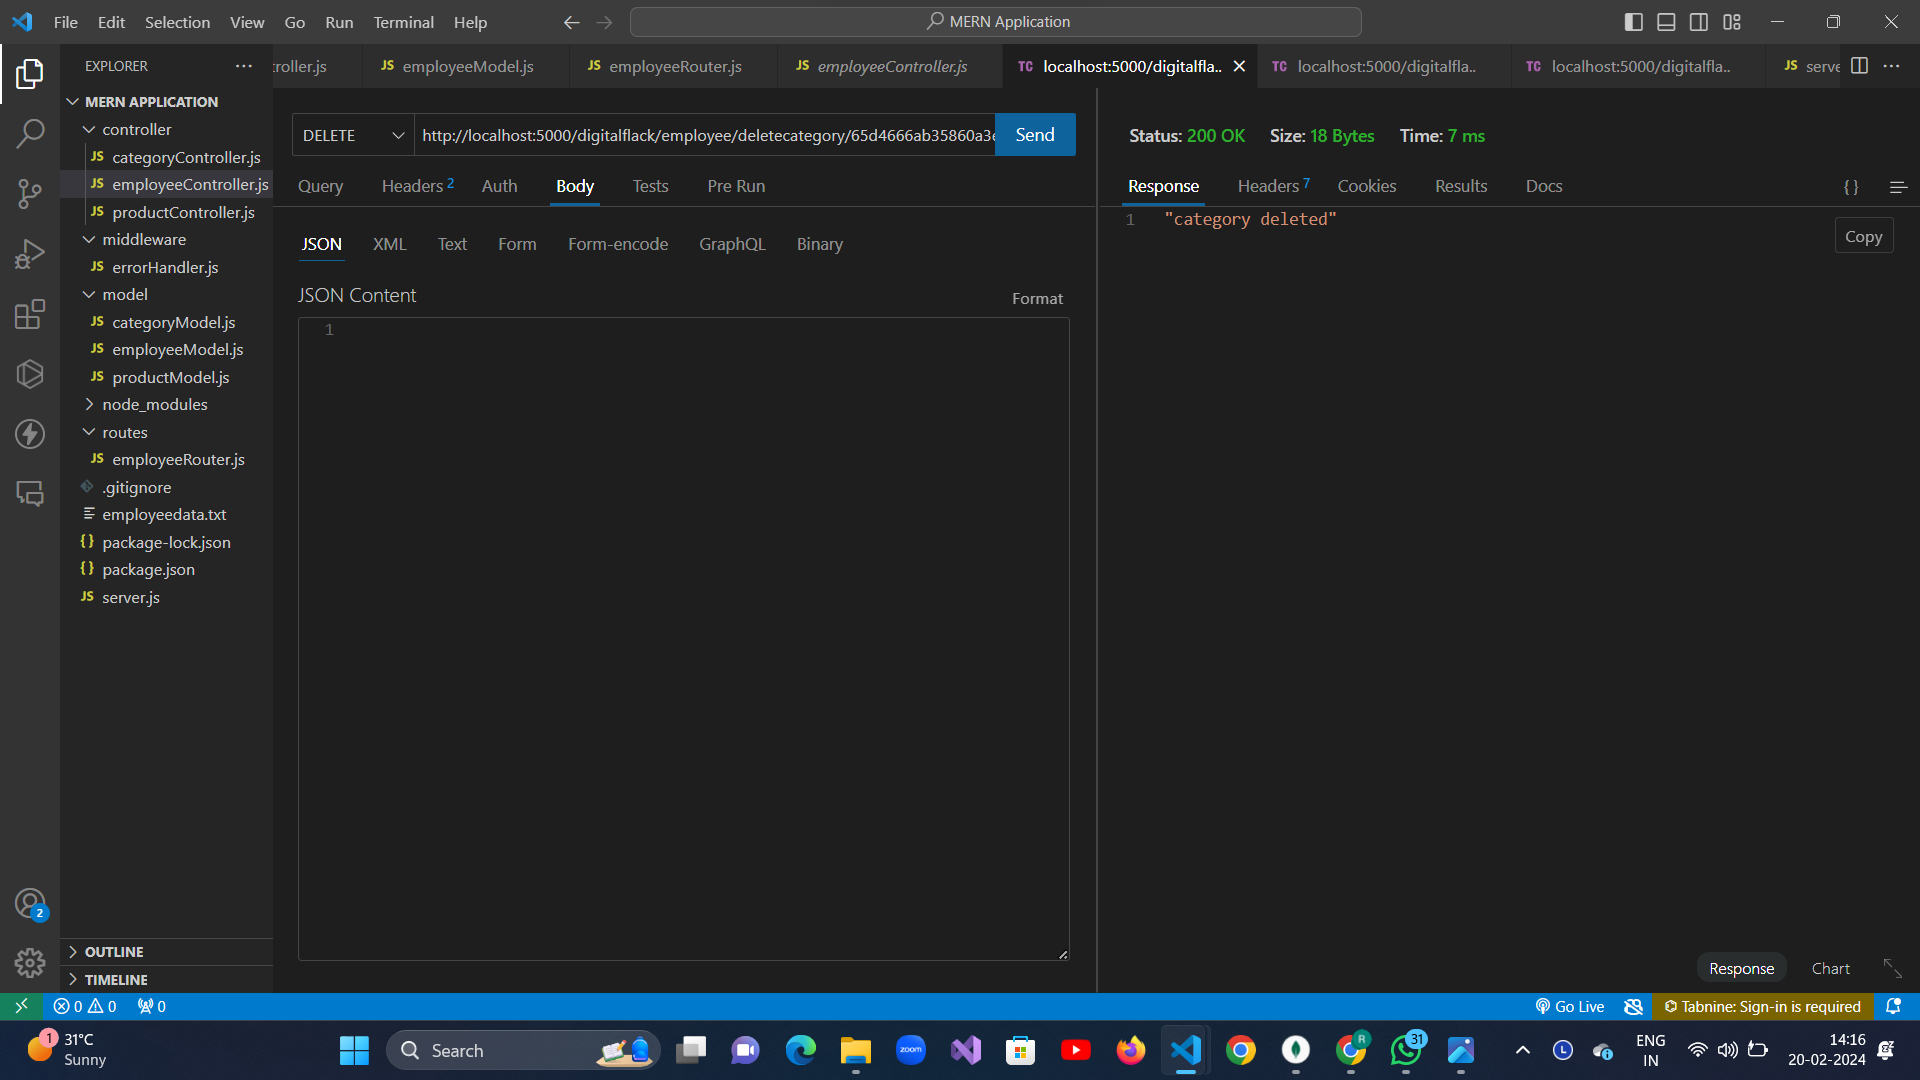 File Edit Selection View Go Run Terminal Help
MERN Application
EXPLORER
roller.js
JS employeeModel.js
JS employeeRouter.js
JS employeeController.js
TC localhost:5000/digitalfla..
TC localhost:5000/digitalfla..
TC localhost:5000/digitalfla..
JS serve
MERN APPLICATION
controller
JS categoryController.js
JS employeeController.js
JS productController.js
middleware
JS errorHandler.js
model
JS categoryModel.js
JS employeeModel.js
JS productModel.js
node_modules
routes
JS employeeRouter.js
.gitignore
employeedata.txt
{} package-lock.json
{} package.json
JS server.js
OUTLINE
TIMELINE
2
DELETE
http://localhost:5000/digitalflack/employee/deletecategory/65d4666ab35860a3e
Send
Query Headers 2 Auth Body Tests Pre Run
JSON XML Text Form Form-encode GraphQL Binary
JSON Content
Format
1
Status: 200 OK Size: 18 Bytes Time: 7 ms
Response Headers 7 Cookies Results Docs
{}
1 "category deleted"
Copy
Response Chart
0 0 0
Go Live
Tabnine: Sign-in is required
1
31°C
Sunny
Search
zoom
R
31
L
ENG
IN
14:16
20-02-2024